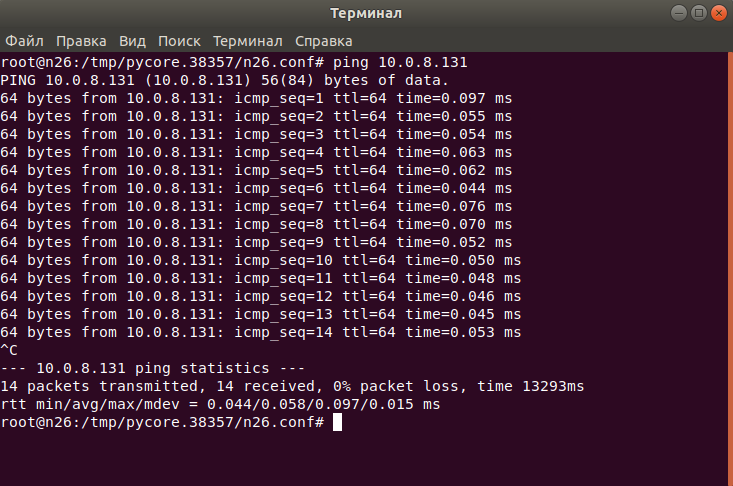 Терминал
Файл Правка Вид Поиск Терминал Справка
root@n26:/tmp/pycore.38357/n26.conf# ping 10.0.8.131
PING 10.0.8.131 (10.0.8.131) 56(84) bytes of data.
64 bytes from 10.0.8.131: icmp_seq=1 ttl=64 time=0.097 ms
64 bytes from 10.0.8.131: icmp_seq=2 ttl=64 time=0.055 ms
64 bytes from 10.0.8.131: icmp_seq=3 ttl=64 time=0.054 ms
64 bytes from 10.0.8.131: icmp_seq=4 ttl=64 time=0.063 ms
64 bytes from 10.0.8.131: icmp_seq=5 ttl=64 time=0.062 ms
64 bytes from 10.0.8.131: icmp_seq=6 ttl=64 time=0.044 ms
64 bytes from 10.0.8.131: icmp_seq=7 ttl=64 time=0.076 ms
64 bytes from 10.0.8.131: icmp_seq=8 ttl=64 time=0.070 ms
64 bytes from 10.0.8.131: icmp_seq=9 ttl=64 time=0.052 ms
64 bytes from 10.0.8.131: icmp_seq=10 ttl=64 time=0.050 ms
64 bytes from 10.0.8.131: icmp_seq=11 ttl=64 time=0.048 ms
64 bytes from 10.0.8.131: icmp_seq=12 ttl=64 time=0.046 ms
64 bytes from 10.0.8.131: icmp_seq=13 ttl=64 time=0.045 ms
64 bytes from 10.0.8.131: icmp_seq=14 ttl=64 time=0.053 ms
^C
--- 10.0.8.131 ping statistics ---
14 packets transmitted, 14 received, 0% packet loss, time 13293ms
rtt min/avg/max/mdev = 0.044/0.058/0.097/0.015 ms
root@n26:/tmp/pycore.38357/n26.conf#